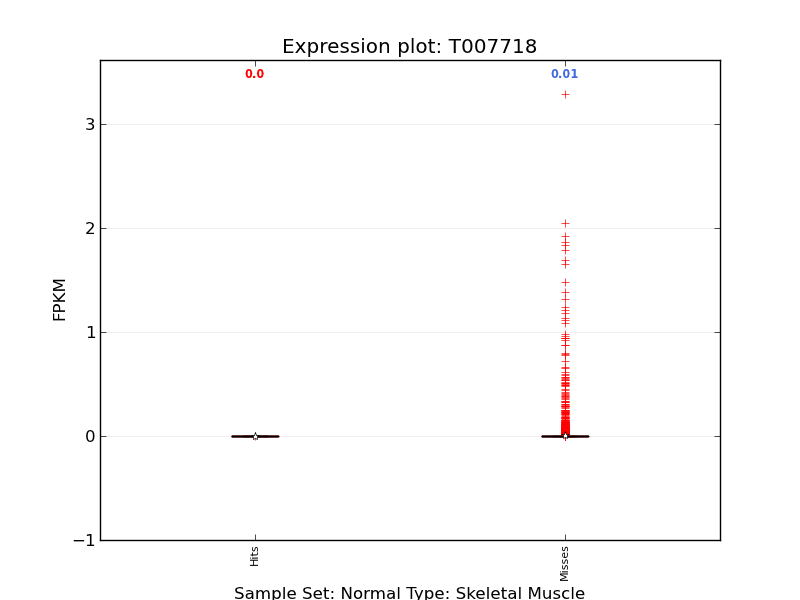 Expression plot: T007718
0.0
0.01
3
2
1
0
−1
FPKM
Hits
Misses
Sample Set: Normal Type: Skeletal Muscle